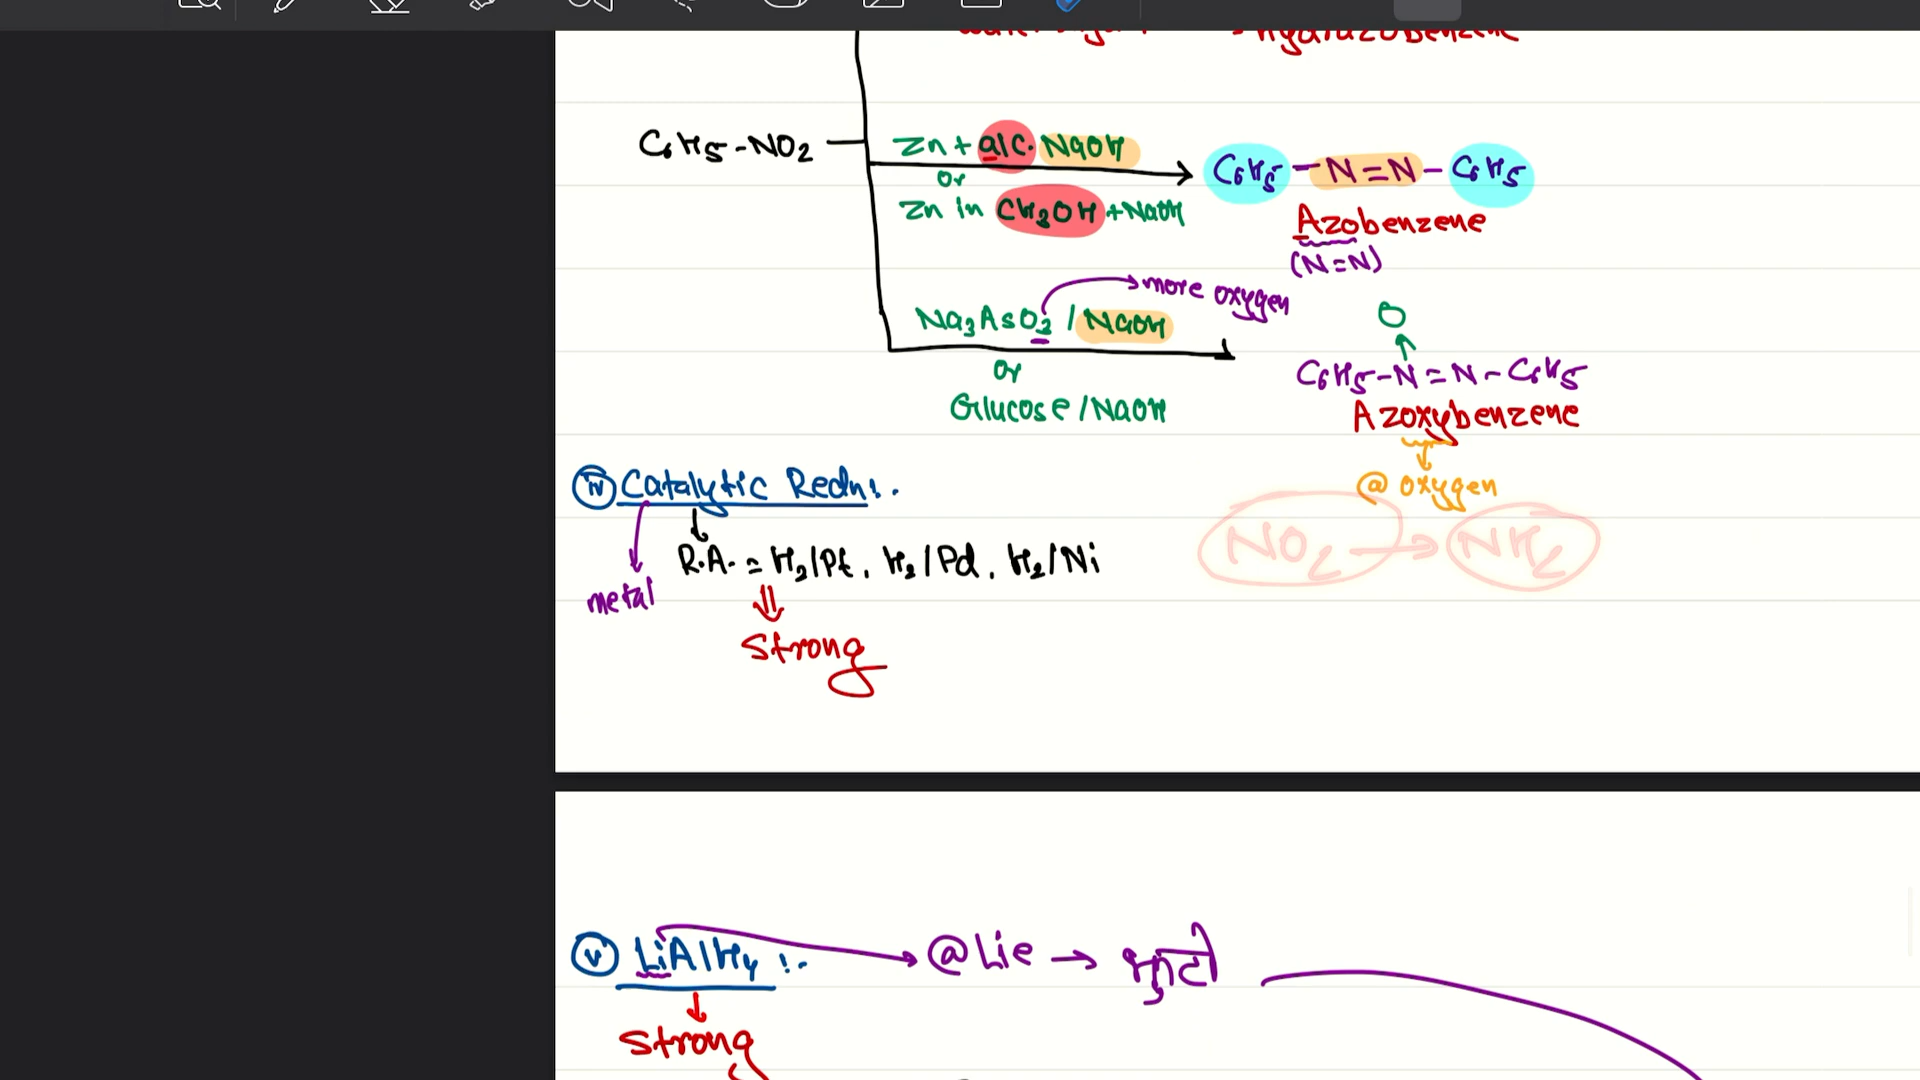 hydrazobenzene
C6H5-NO2
Zn + alc. NaOH
Or
Zn in CH3OH + NaOH
C6H5-N=N-C6H5
Azobenzene
(N=N)
more oxygen
Na3AsO3 / NaOH
Or
Glucose / NaOH
O
↑
C6H5-N=N-C6H5
Azoxybenzene
@ oxygen
(iv) Catalytic Redn:.
NO2 → NH2
R.A. = H2/Pt, H2/Pd, H2/Ni
metal
Strong
(v) LiAlH4 :. → @Lie →
Strong